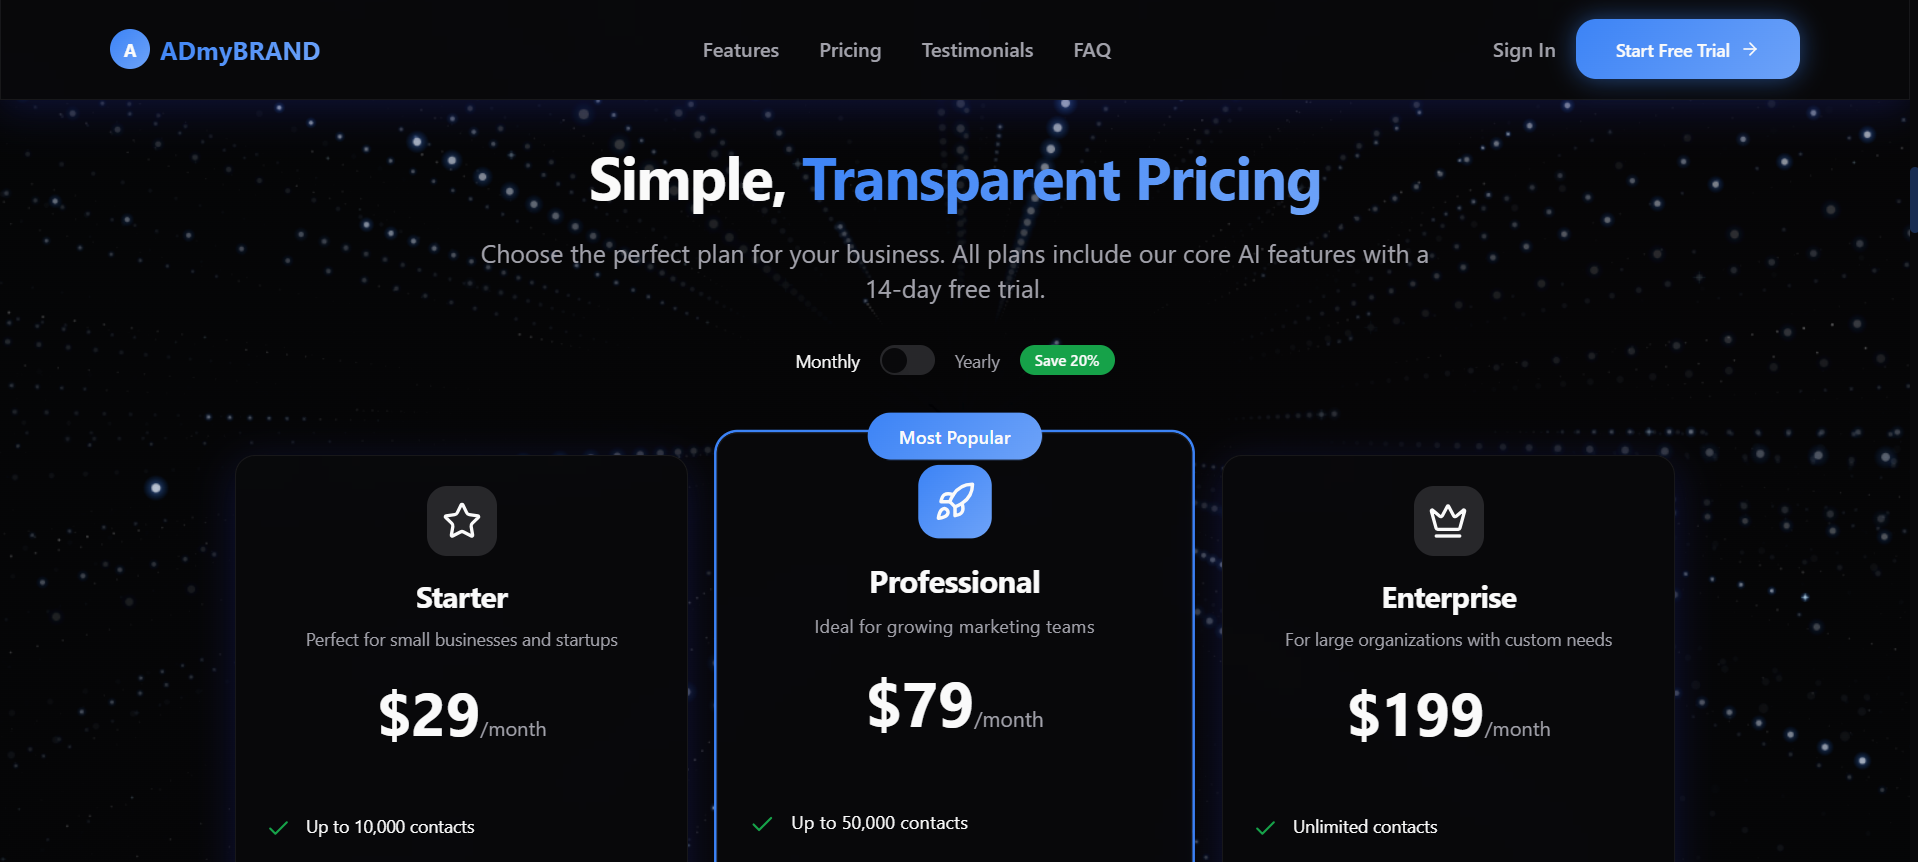 A ADmyBRAND
Features Pricing Testimonials FAQ
Sign In Start Free Trial →
Simple, Transparent Pricing
Choose the perfect plan for your business. All plans include our core AI features with a
14-day free trial.
Monthly Yearly Save 20%
Starter
Perfect for small businesses and startups
$29/month
Up to 10,000 contacts
Most Popular
Professional
Ideal for growing marketing teams
$79/month
Up to 50,000 contacts
Enterprise
For large organizations with custom needs
$199/month
Unlimited contacts